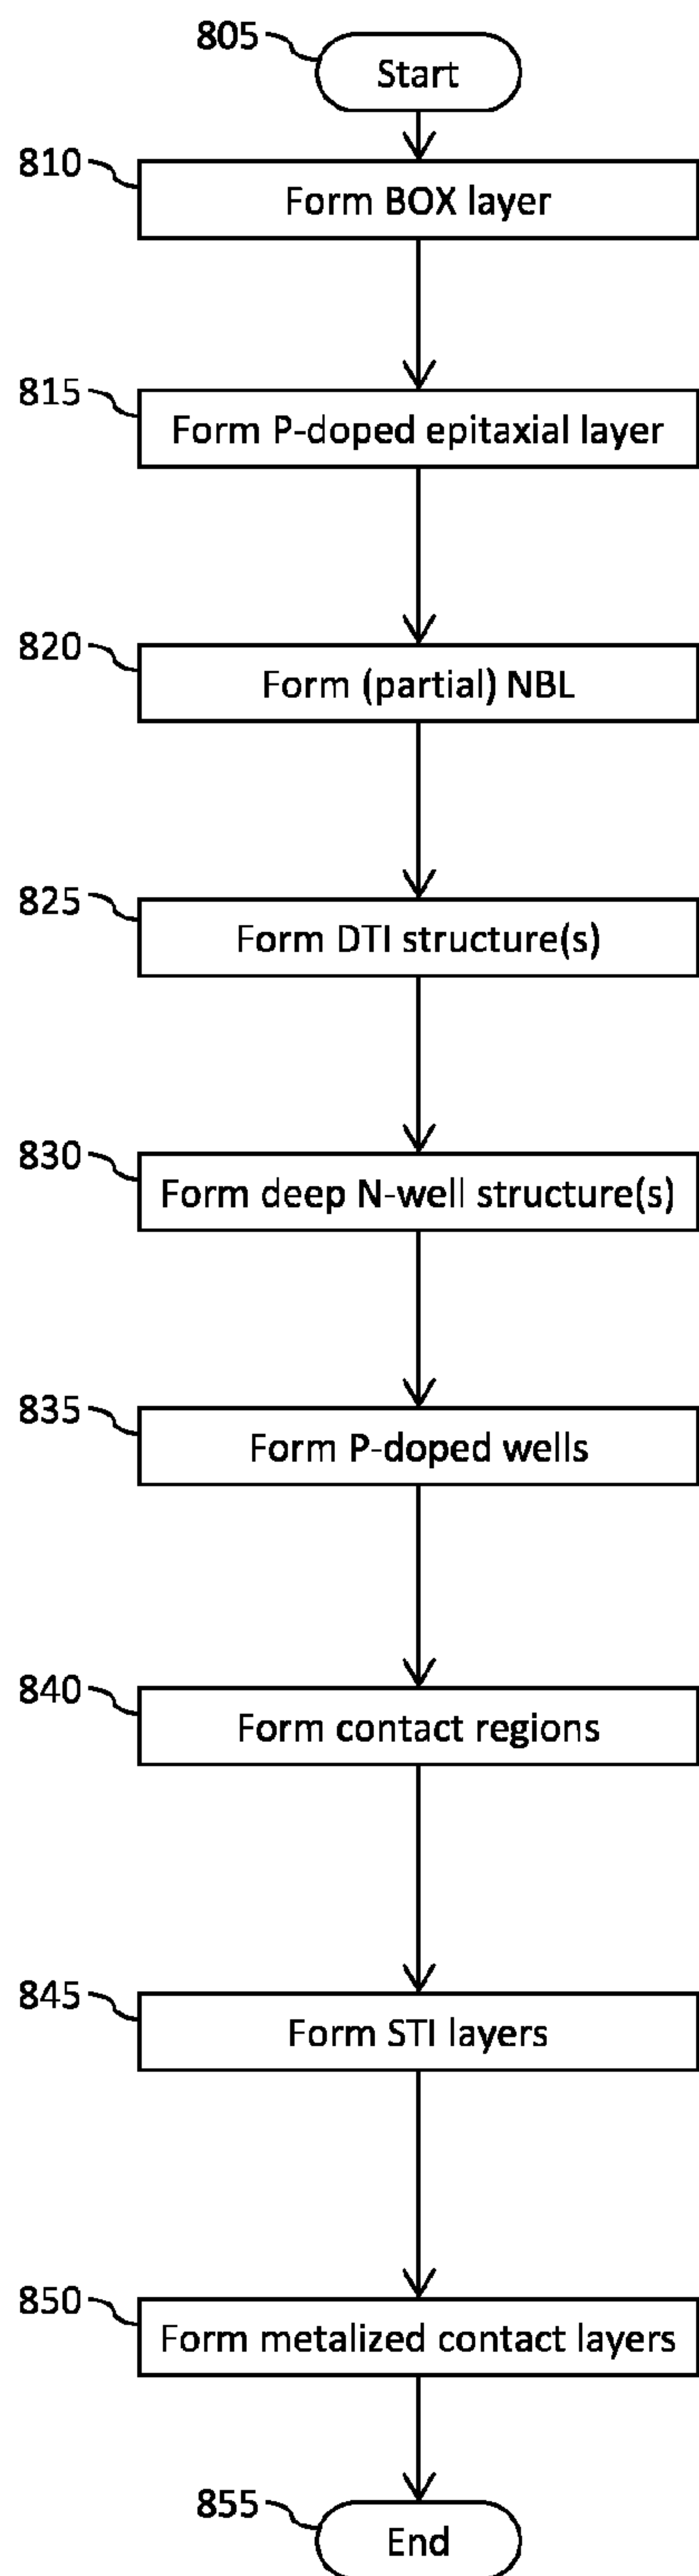 805
Start
810
Form BOX layer
815
Form P-doped epitaxial layer
820
Form (partial) NBL
825
Form DTI structure(s)
830
Form deep N-well structure(s)
835
Form P-doped wells
840
Form contact regions
845
Form STI layers
850
Form metalized contact layers
855
End